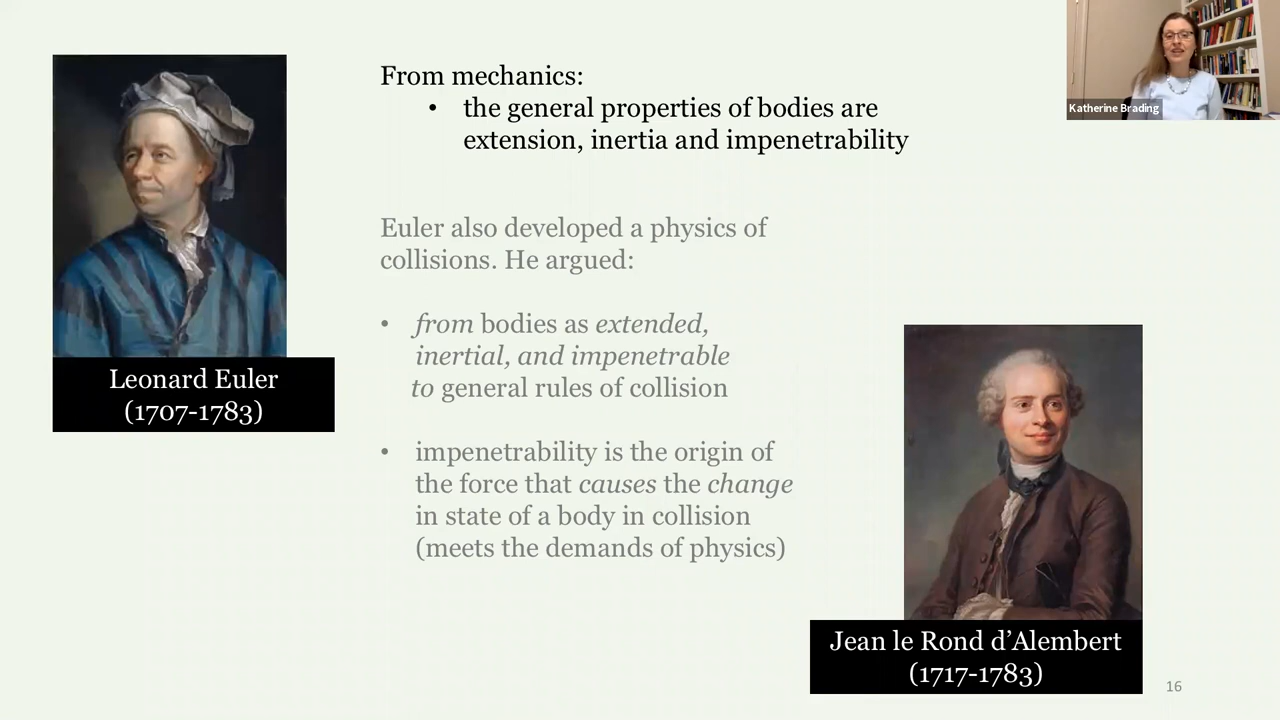 From mechanics:
• the general properties of bodies are
extension, inertia and impenetrability
Katherine Brading
Euler also developed a physics of
collisions. He argued:
• from bodies as extended,
inertial, and impenetrable
to general rules of collision
Leonard Euler
(1707-1783)
• impenetrability is the origin of
the force that causes the change
in state of a body in collision
(meets the demands of physics)
Jean le Rond d’Alembert
(1717-1783)
16